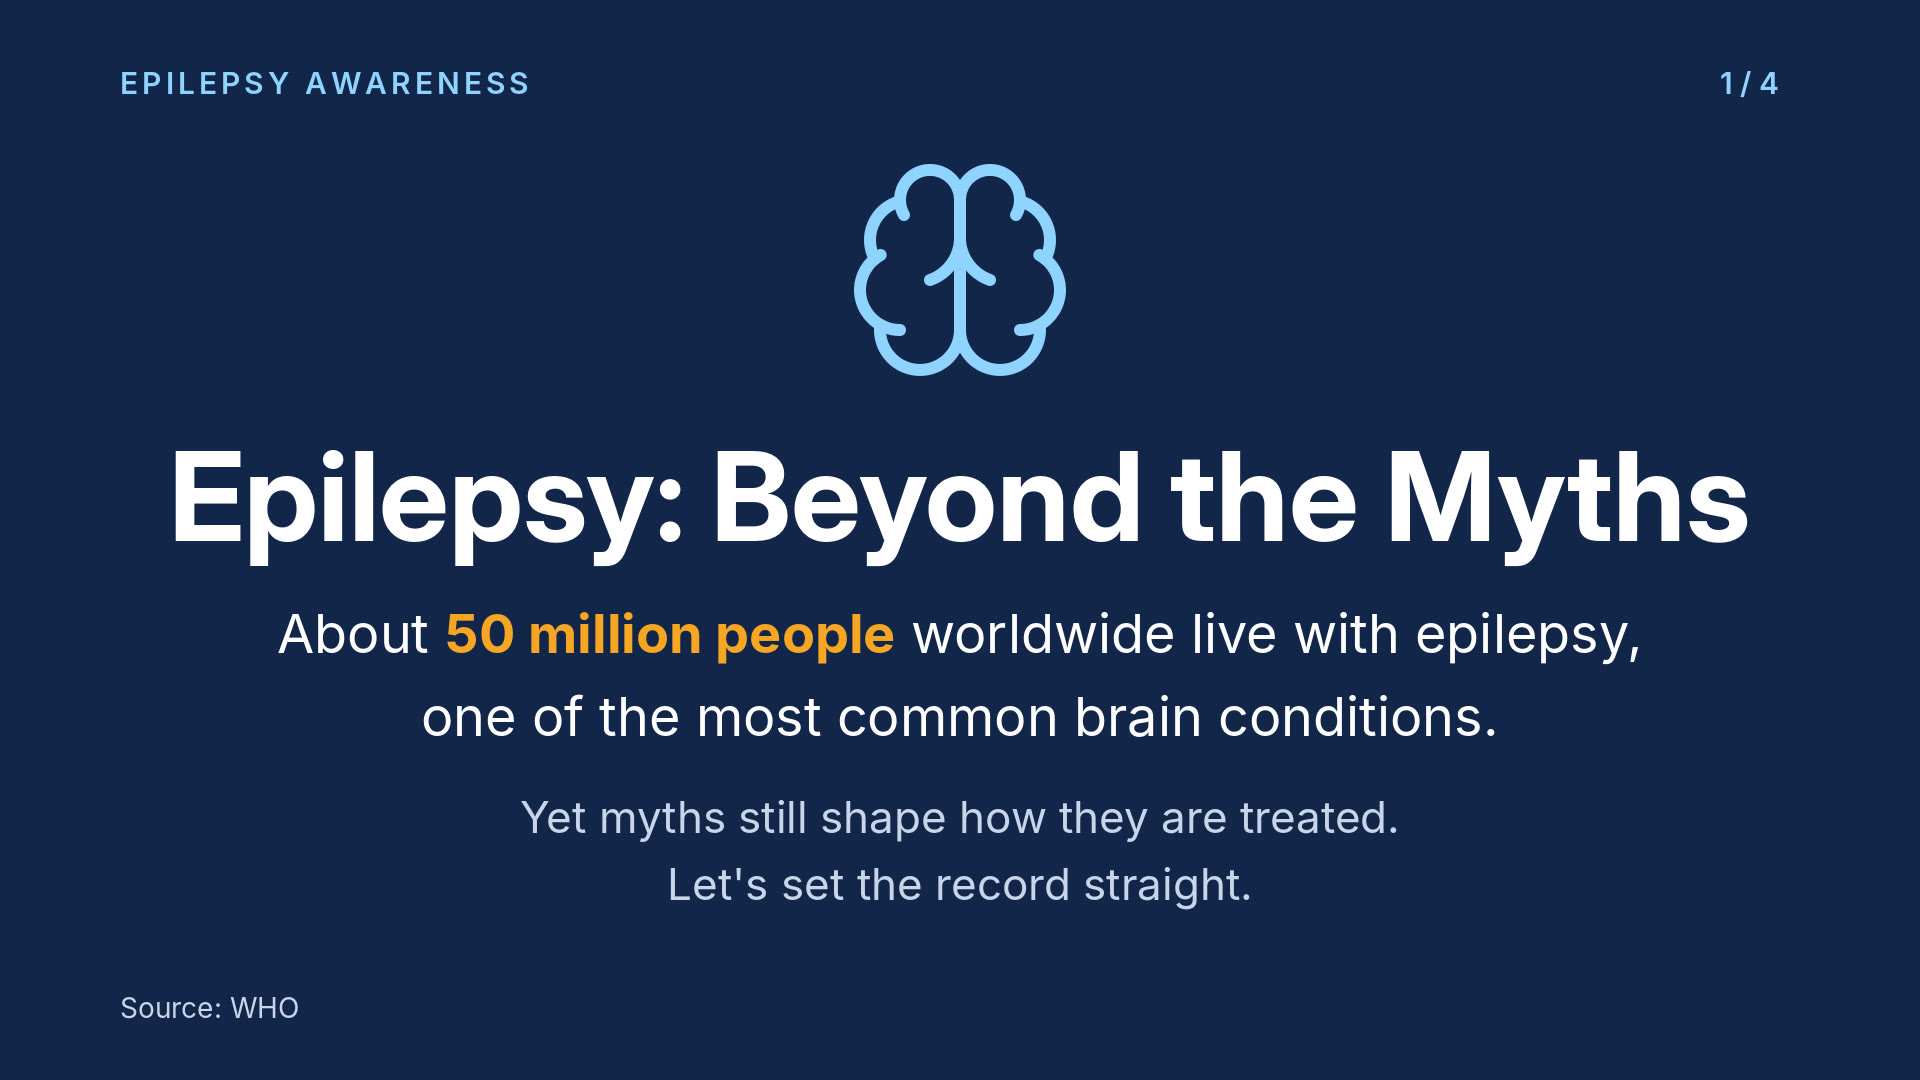 EPILEPSY AWARENESS
1 / 4
Epilepsy: Beyond the Myths
About 50 million people worldwide live with epilepsy,
one of the most common brain conditions.
Yet myths still shape how they are treated.
Let's set the record straight.
Source: WHO